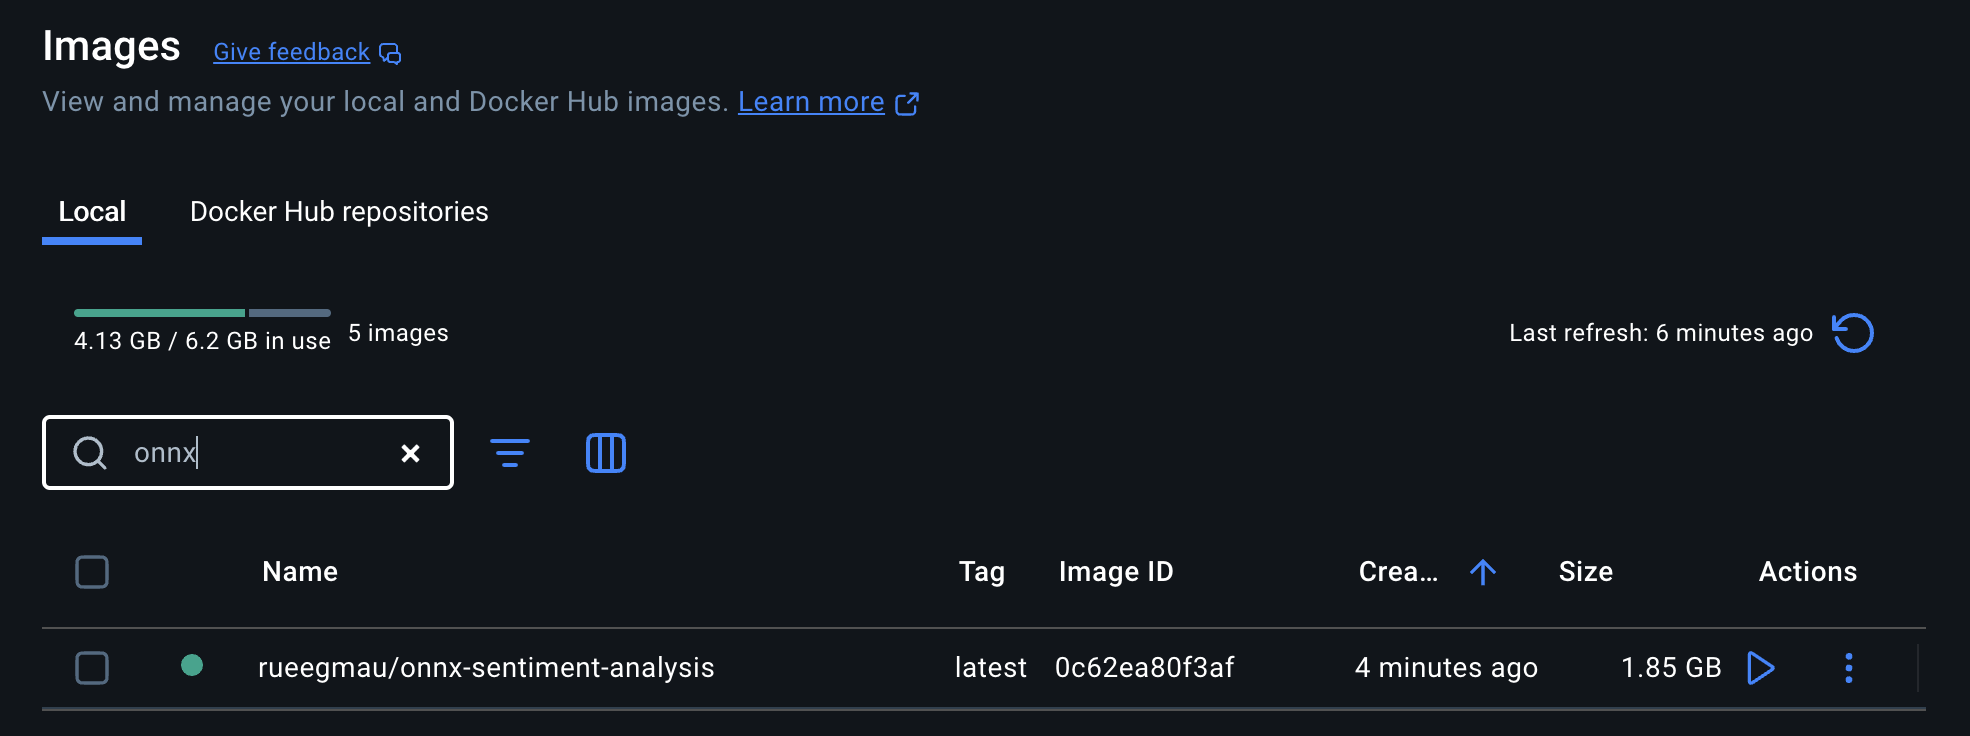 Images Give feedback
View and manage your local and Docker Hub images. Learn more
Local Docker Hub repositories
4.13 GB / 6.2 GB in use 5 images Last refresh: 6 minutes ago
onnx
Name Tag Image ID Crea... Size Actions
rueegmau/onnx-sentiment-analysis latest 0c62ea80f3af 4 minutes ago 1.85 GB